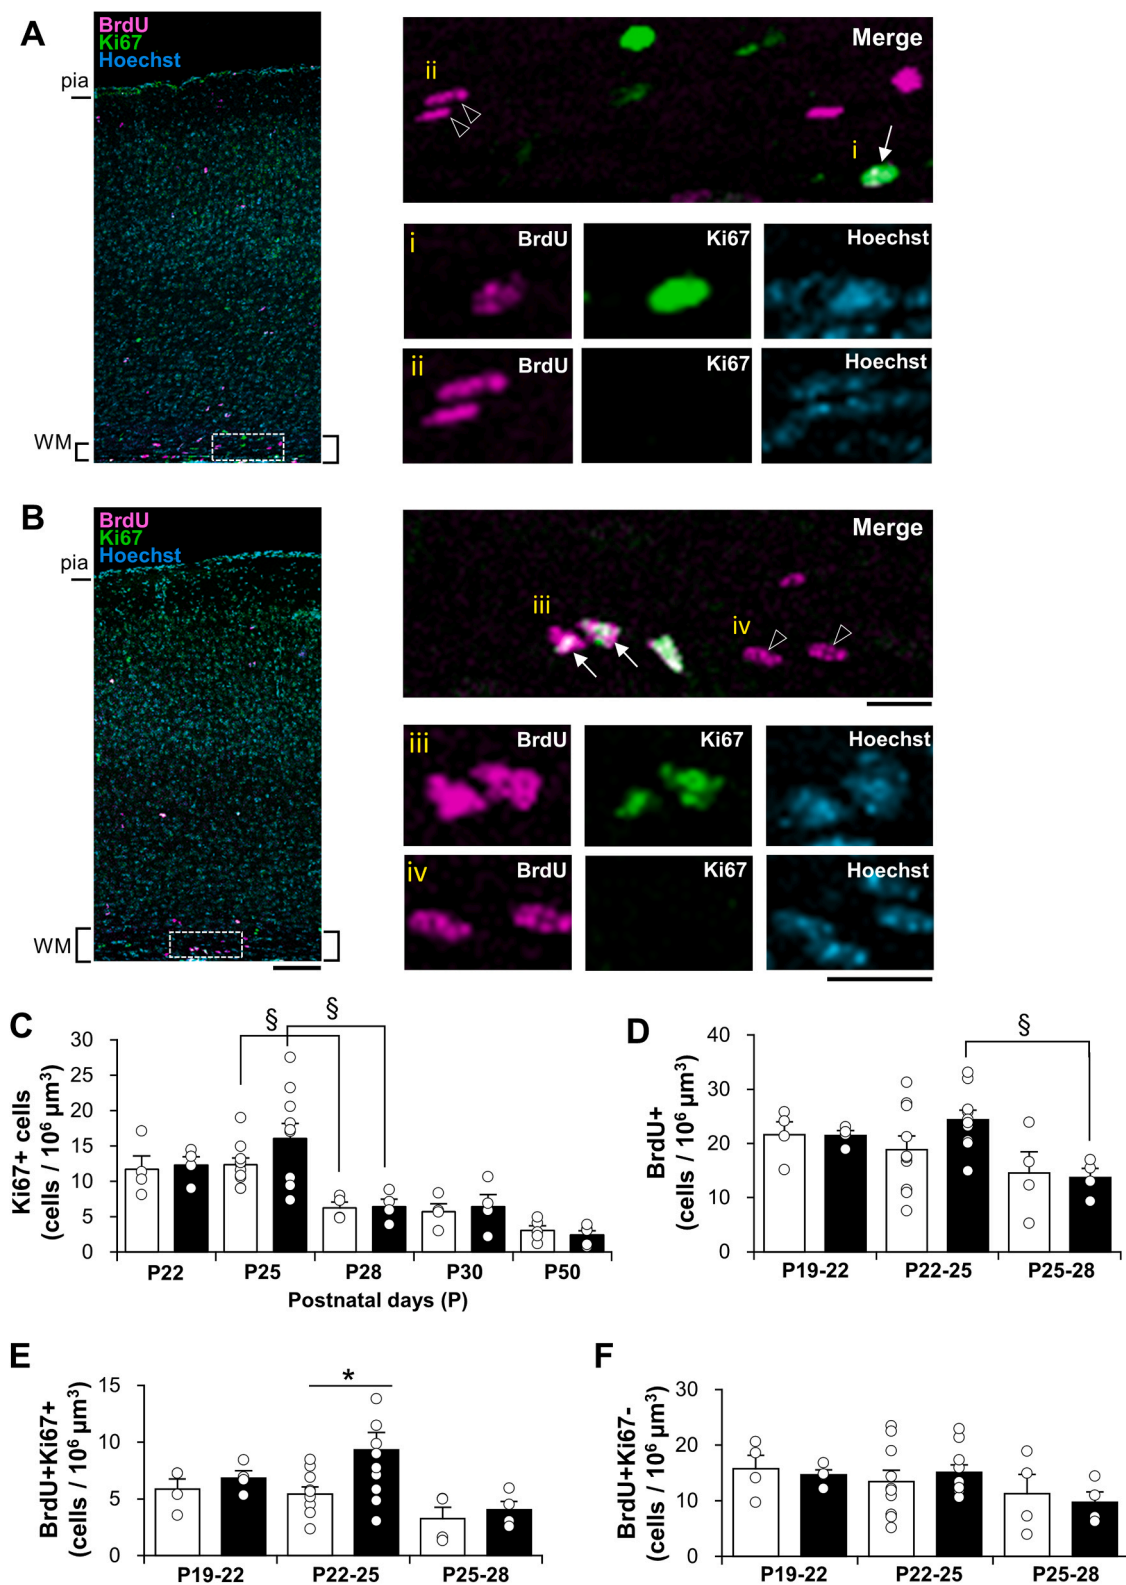 A
BrdU
Ki67
Hoechst
pia
WM
Merge
ii
i
i
BrdU
Ki67
Hoechst
ii
BrdU
Ki67
Hoechst
B
BrdU
Ki67
Hoechst
pia
WM
Merge
iii
iv
iii
BrdU
Ki67
Hoechst
iv
BrdU
Ki67
Hoechst
C
Ki67+ cells
(cells / 10⁶ µm³)
30
25
20
15
10
5
0
§
§
P22
P25
P28
P30
P50
Postnatal days (P)
D
BrdU+
(cells / 10⁶ µm³)
40
30
20
10
0
§
P19-22
P22-25
P25-28
E
BrdU+Ki67+
(cells / 10⁶ µm³)
15
10
5
0
*
P19-22
P22-25
P25-28
F
BrdU+Ki67-
(cells / 10⁶ µm³)
30
20
10
0
P19-22
P22-25
P25-28